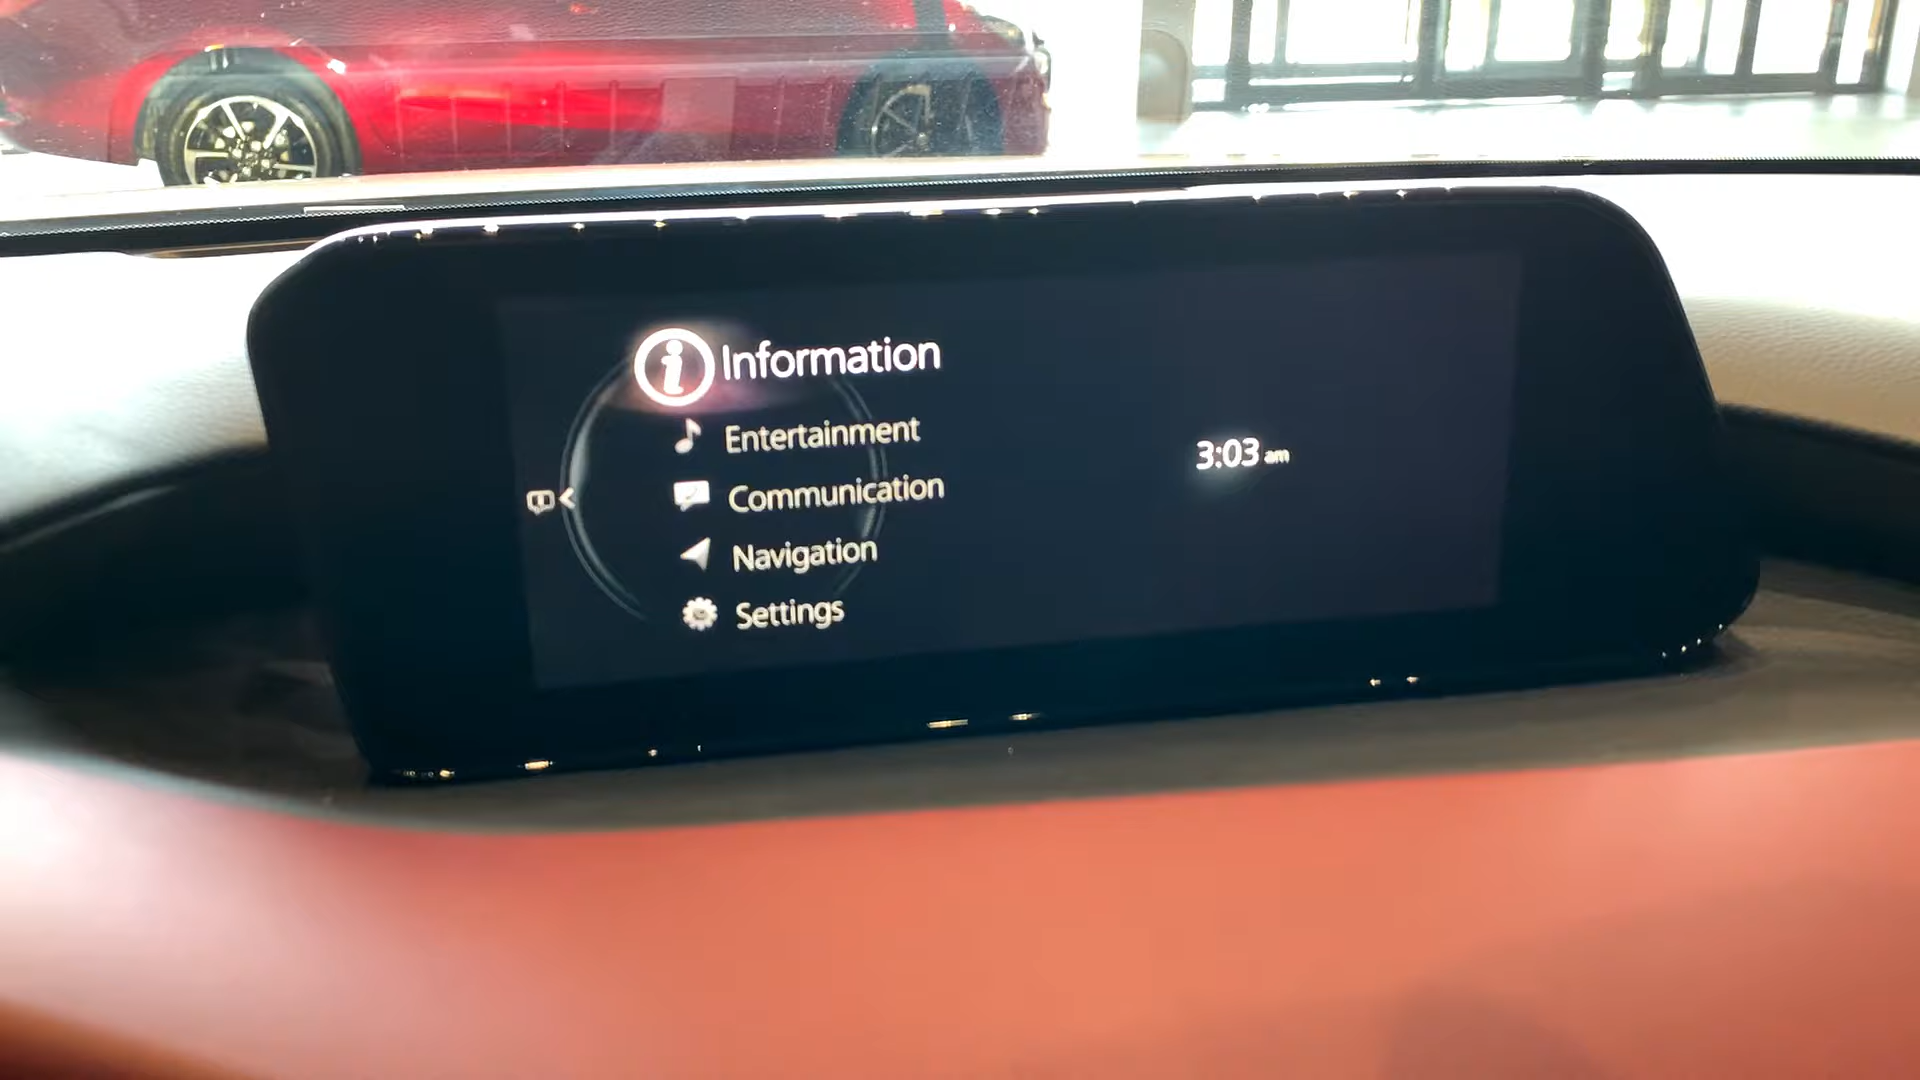 Information
Entertainment
Communication
Navigation
Settings
3:03 am